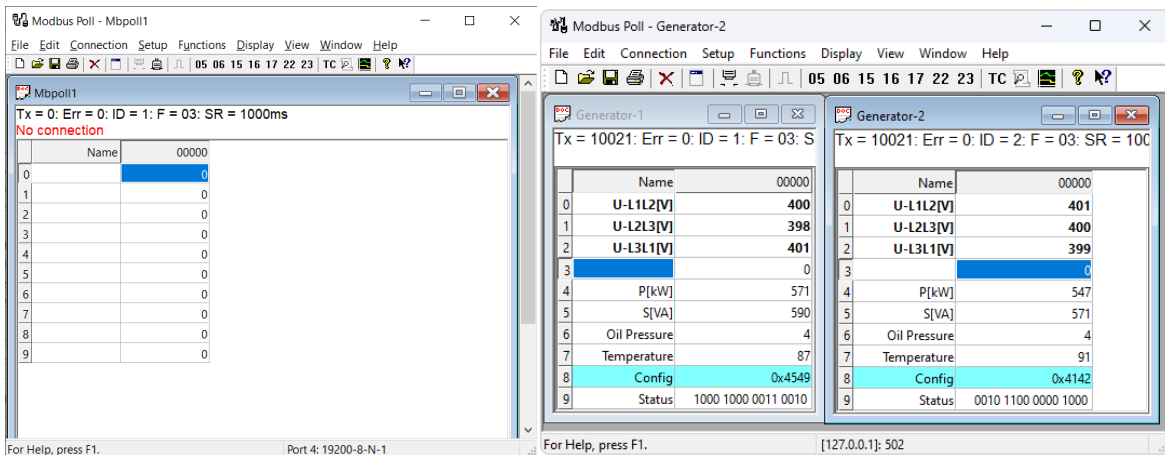 Modbus Poll - Mbpoll1
File Edit Connection Setup Functions Display View Window Help
05 06 15 16 17 22 23 TC
Mbpoll1
Tx = 0: Err = 0: ID = 1: F = 03: SR = 1000ms
No connection
Name 00000
0 0
1 0
2 0
3 0
4 0
5 0
6 0
7 0
8 0
9 0
For Help, press F1. Port 4: 19200-8-N-1
Modbus Poll - Generator-2
File Edit Connection Setup Functions Display View Window Help
05 06 15 16 17 22 23 TC
Generator-1
Tx = 10021: Err = 0: ID = 1: F = 03: S
Name 00000
0 U-L1L2[V] 400
1 U-L2L3[V] 398
2 U-L3L1[V] 401
3 0
4 P[kW] 571
5 S[VA] 590
6 Oil Pressure 4
7 Temperature 87
8 Config 0x4549
9 Status 1000 1000 0011 0010
Generator-2
Tx = 10021: Err = 0: ID = 2: F = 03: SR = 100
Name 00000
0 U-L1L2[V] 401
1 U-L2L3[V] 400
2 U-L3L1[V] 399
3 0
4 P[kW] 547
5 S[VA] 571
6 Oil Pressure 4
7 Temperature 91
8 Config 0x4142
9 Status 0010 1100 0000 1000
For Help, press F1. [127.0.0.1]: 502